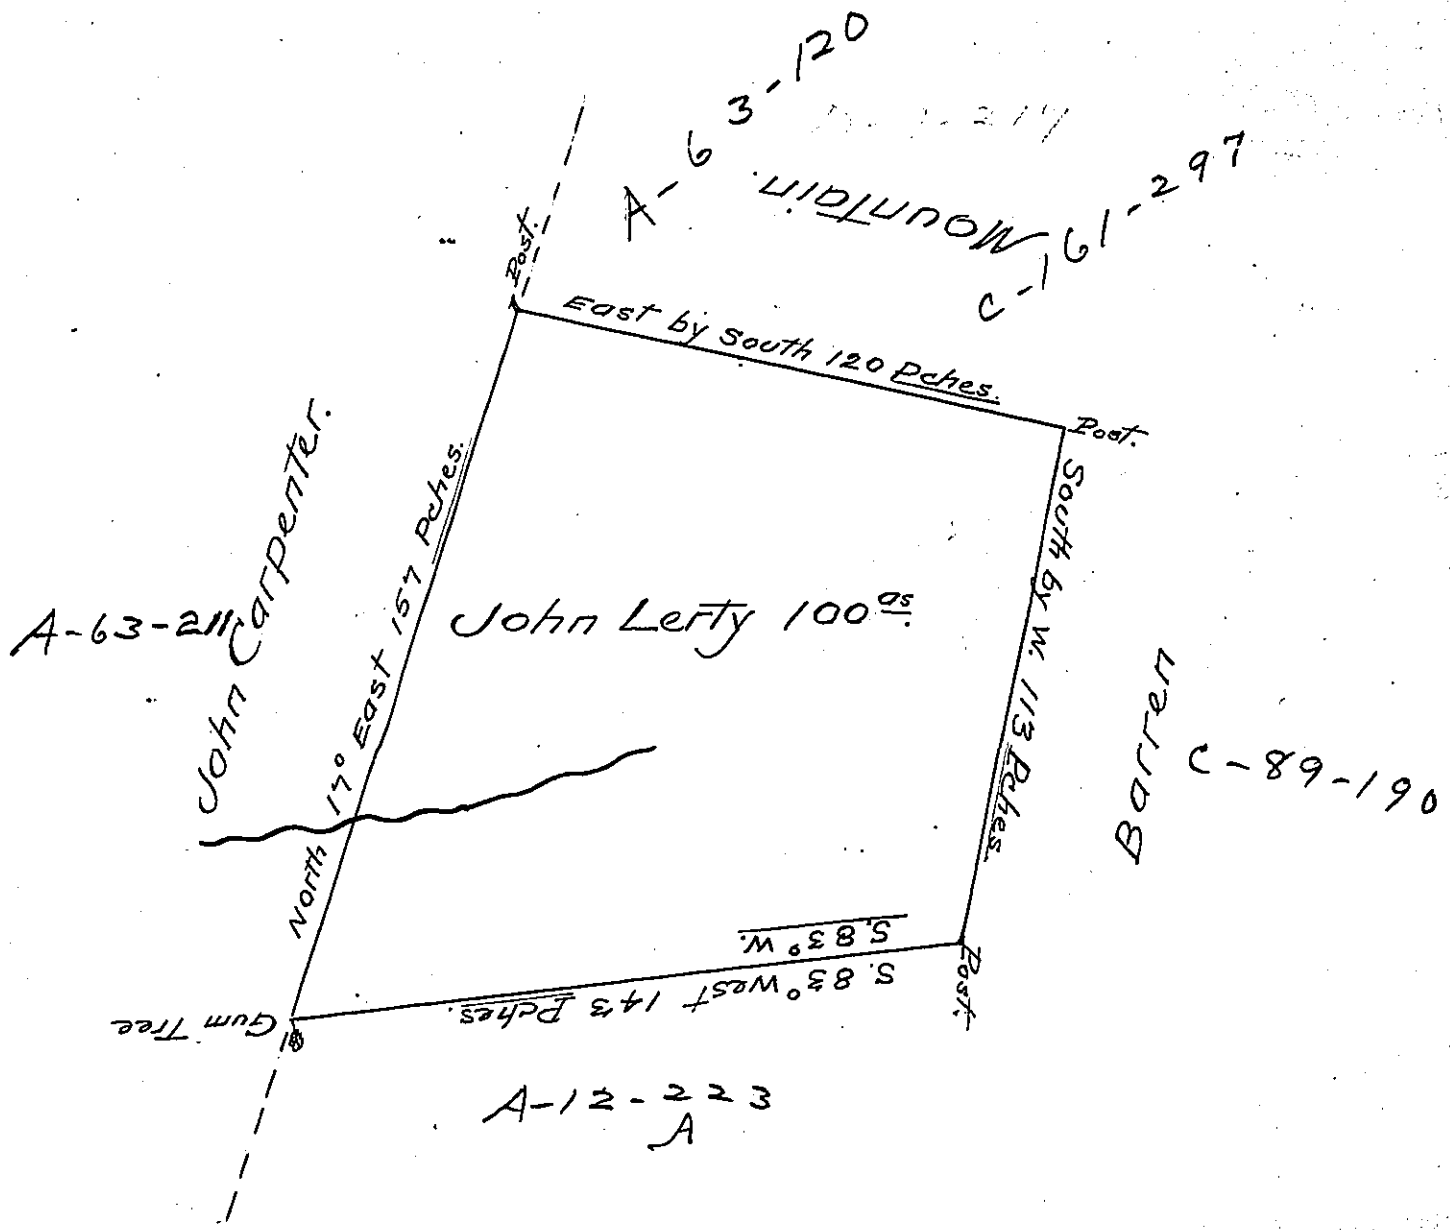 A-63-120
Mountain.
C-161-297
Post.
East by South 120 Pches.
Post.
John Carpenter.
A-63-211
North 17° East 157 Pches.
John Lerty 100 as.
South by W. 113 Pches.
Barren
C-89-190
S. 83° W.
S. 83° West 143 Pches.
Post.
Gum Tree
A-12-223
A